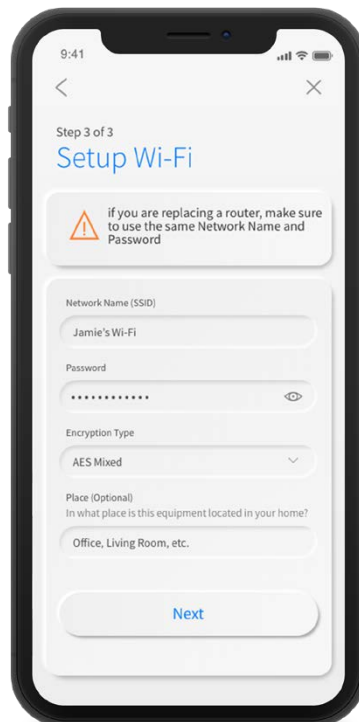 9:41
Step 3 of 3
Setup Wi-Fi
if you are replacing a router, make sure
to use the same Network Name and
Password
Network Name (SSID)
Jamie's Wi-Fi
Password
••••••••••••
Encryption Type
AES Mixed
Place (Optional)
In what place is this equipment located in your home?
Office, Living Room, etc.
Next